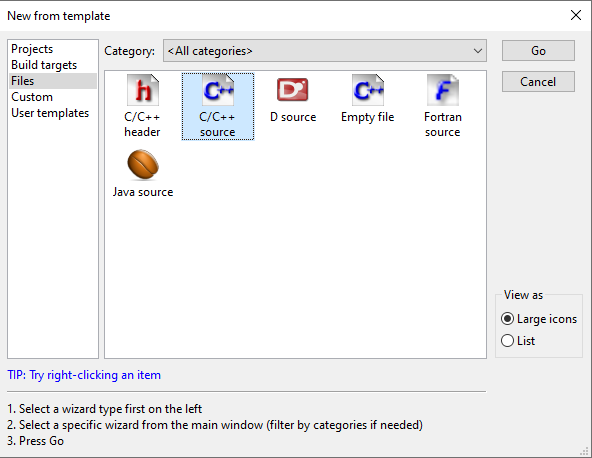 New from template
Projects
Build targets
Files
Custom
User templates
Category:
<All categories>
Go
Cancel
C/C++
header
C/C++
source
D source
Empty file
Fortran
source
Java source
View as
Large icons
List
TIP: Try right-clicking an item
1. Select a wizard type first on the left
2. Select a specific wizard from the main window (filter by categories if needed)
3. Press Go